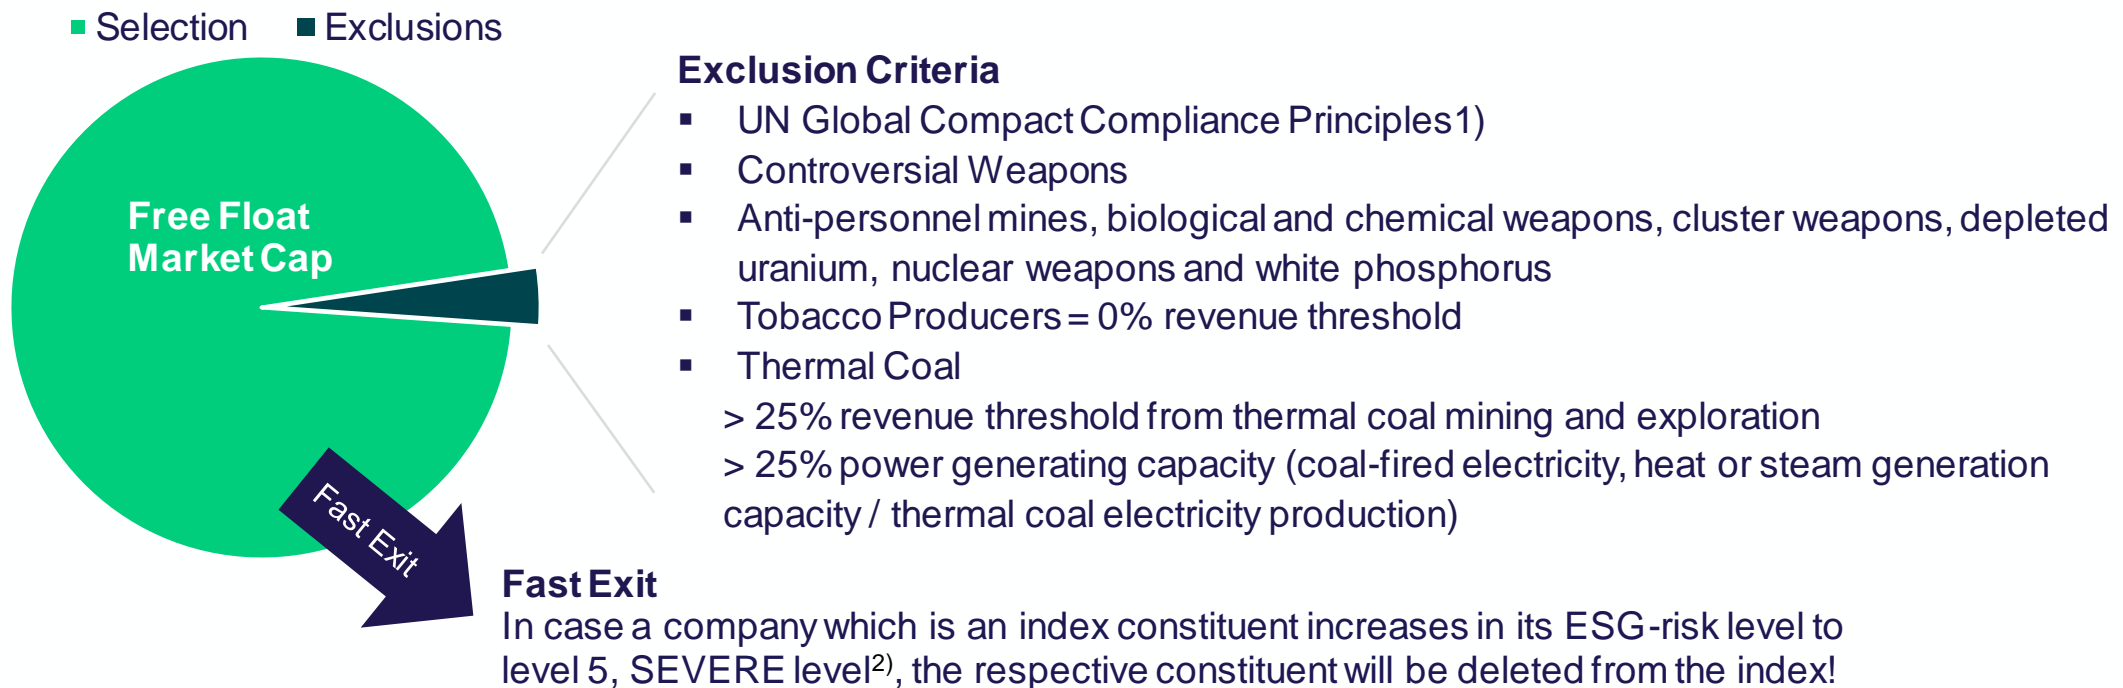 Selection Exclusions
Free Float
Market Cap
Exclusion Criteria
▪ UN Global Compact Compliance Principles1)
▪ Controversial Weapons
▪ Anti-personnel mines, biological and chemical weapons, cluster weapons, depleted
uranium, nuclear weapons and white phosphorus
▪ Tobacco Producers = 0% revenue threshold
▪ Thermal Coal
> 25% revenue threshold from thermal coal mining and exploration
> 25% power generating capacity (coal-fired electricity, heat or steam generation
capacity / thermal coal electricity production)
Fast Exit
Fast Exit
In case a company which is an index constituent increases in its ESG-risk level to
level 5, SEVERE level2), the respective constituent will be deleted from the index!